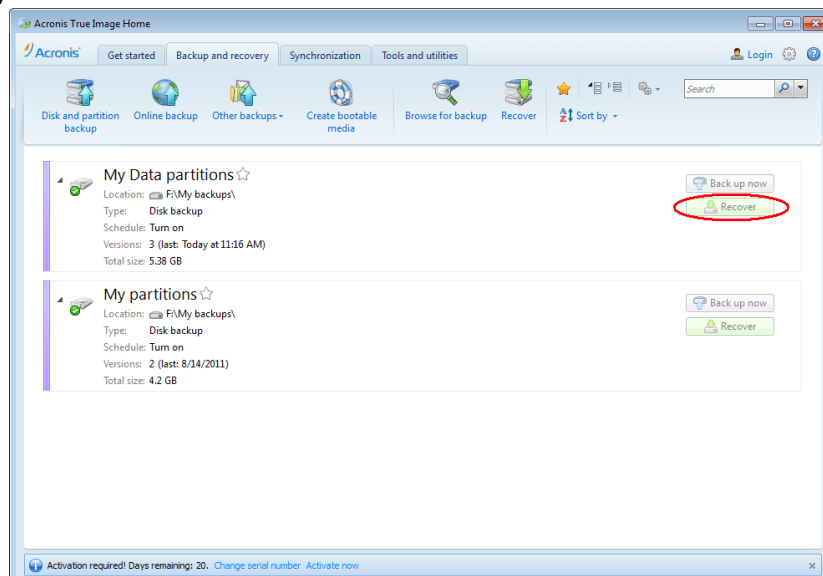 Acronis True Image Home
Acronis Get started Backup and recovery Synchronization Tools and utilities Login
Disk and partition backup
Online backup
Other backups
Create bootable media
Browse for backup
Recover
Sort by
Search
My Data partitions
Back up now
Location: F:\My backups\
Recover
Type: Disk backup
Schedule: Turn on
Versions: 3 (last: Today at 11:16 AM)
Total size: 5.38 GB
My partitions
Back up now
Location: F:\My backups\
Recover
Type: Disk backup
Schedule: Turn on
Versions: 2 (last: 8/14/2011)
Total size: 4.2 GB
Activation required! Days remaining: 20. Change serial number Activate now